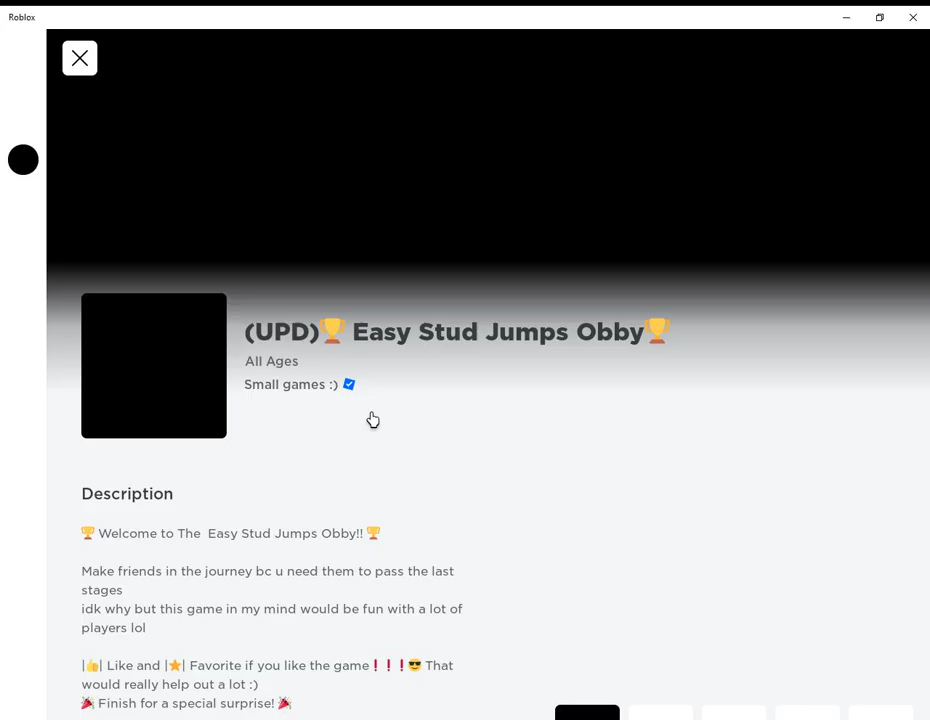 Roblox
(UPD)🏆 Easy Stud Jumps Obby🏆
All Ages
Small games :)
Description
🏆 Welcome to The  Easy Stud Jumps Obby!! 🏆
Make friends in the journey bc u need them to pass the last
stages
idk why but this game in my mind would be fun with a lot of
players lol
|👍| Like and |⭐| Favorite if you like the game❗❗❗😎 That
would really help out a lot :)
🎉 Finish for a special surprise! 🎉